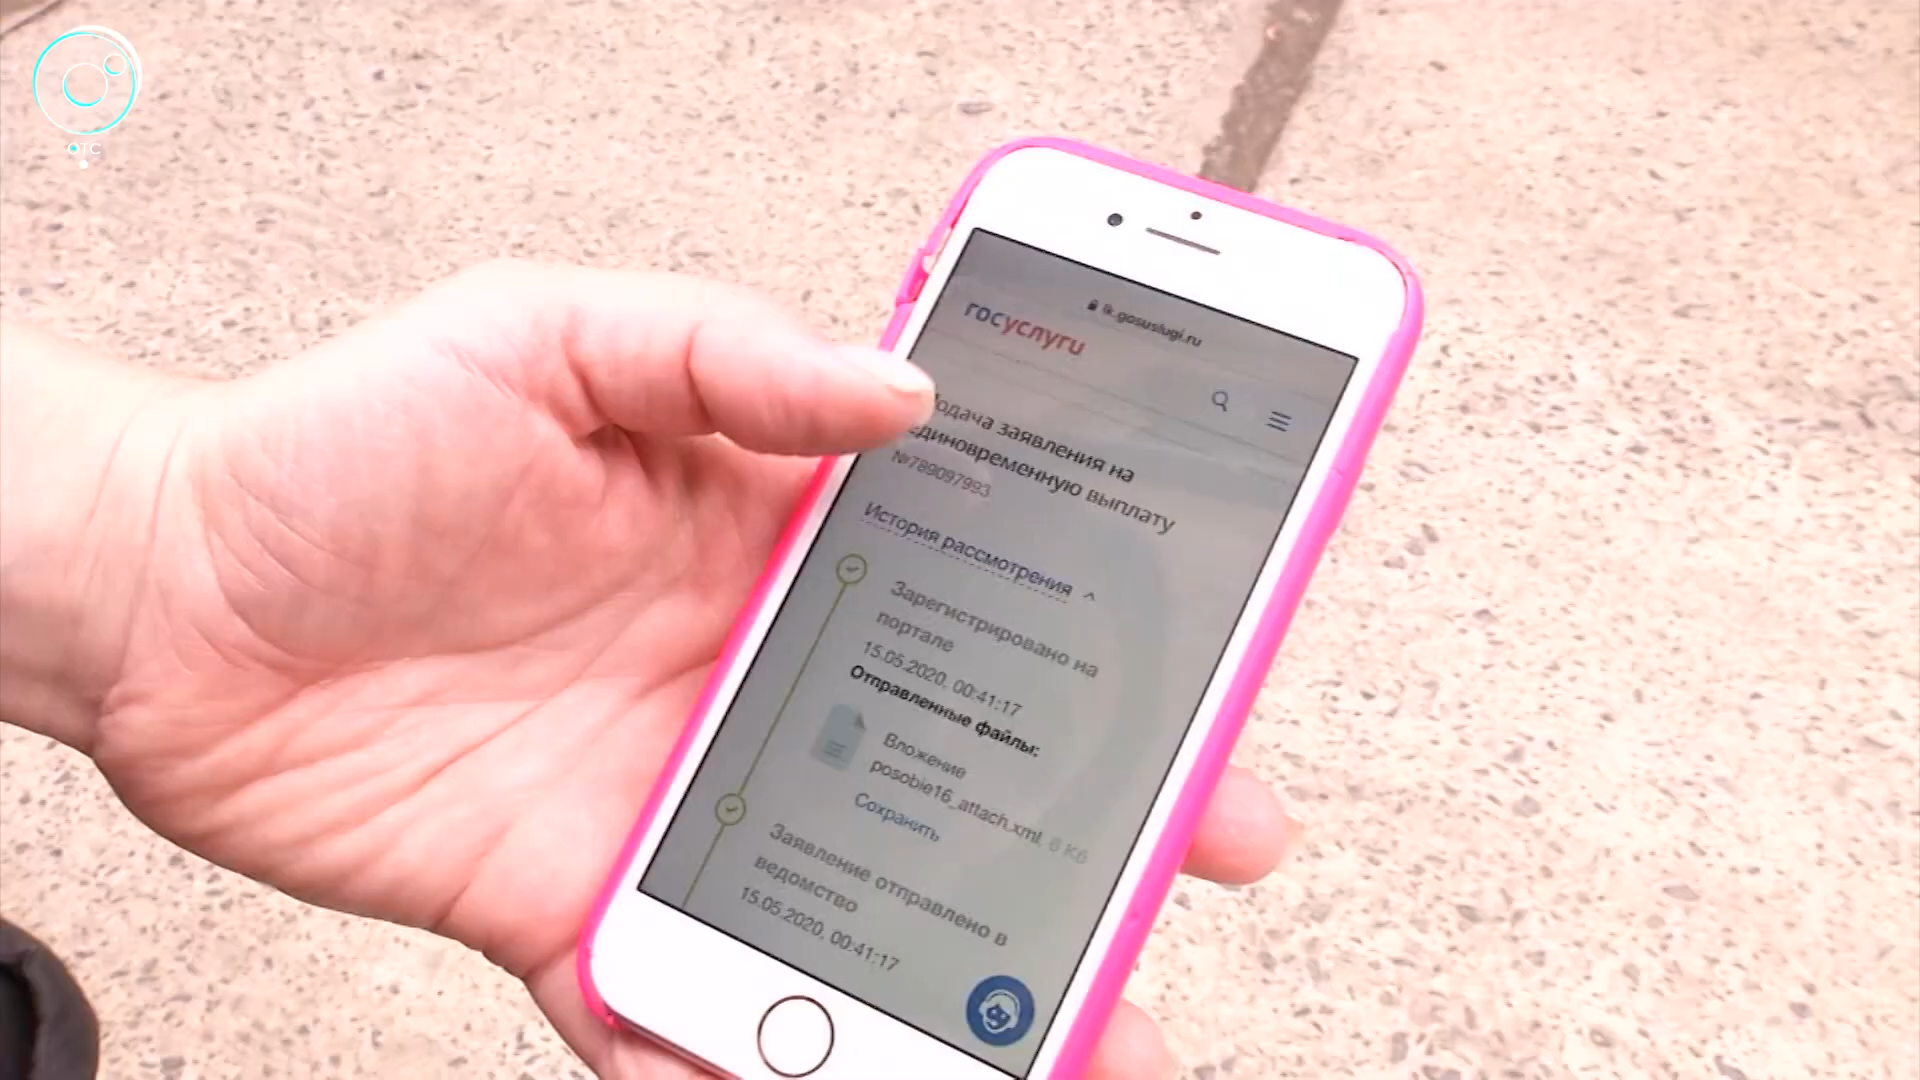 ОТС
lk.gosuslugi.ru
госуслуги
Подача заявления на
единовременную выплату
№789097993
История рассмотрения
Зарегистрировано на
портале
15.05.2020, 00:41:17
Отправленные файлы:
Вложение
posobie16_attach.xml, 6 Кб
Сохранить
Заявление отправлено в
ведомство
15.05.2020, 00:41:17